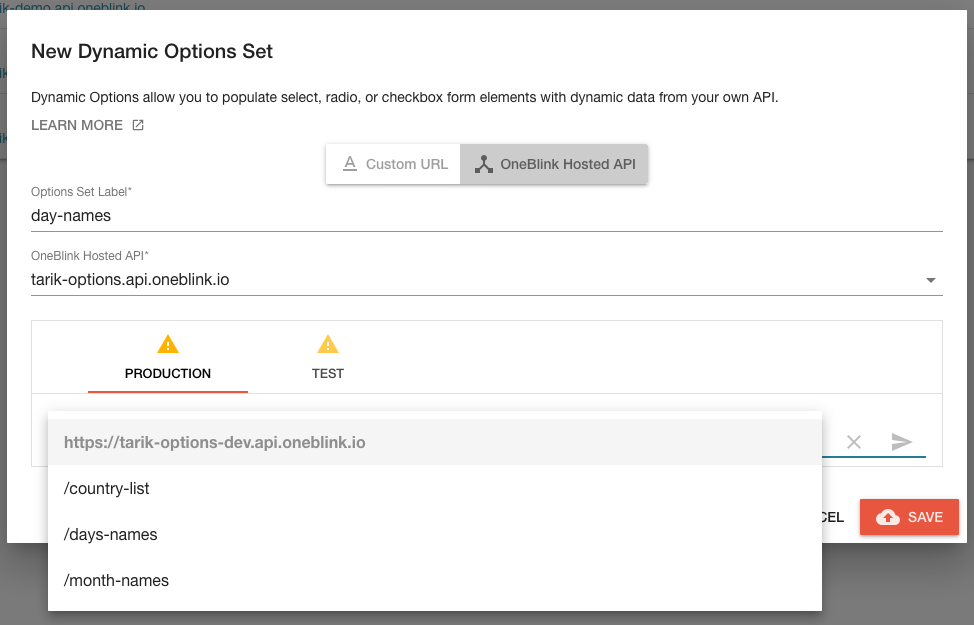 ik-demo.api.oneblink.io
New Dynamic Options Set
Dynamic Options allow you to populate select, radio, or checkbox form elements with dynamic data from your own API.
LEARN MORE
Custom URL
OneBlink Hosted API
Options Set Label*
day-names
OneBlink Hosted API*
tarik-options.api.oneblink.io
PRODUCTION
TEST
https://tarik-options-dev.api.oneblink.io
/country-list
/days-names
/month-names
CEL
SAVE